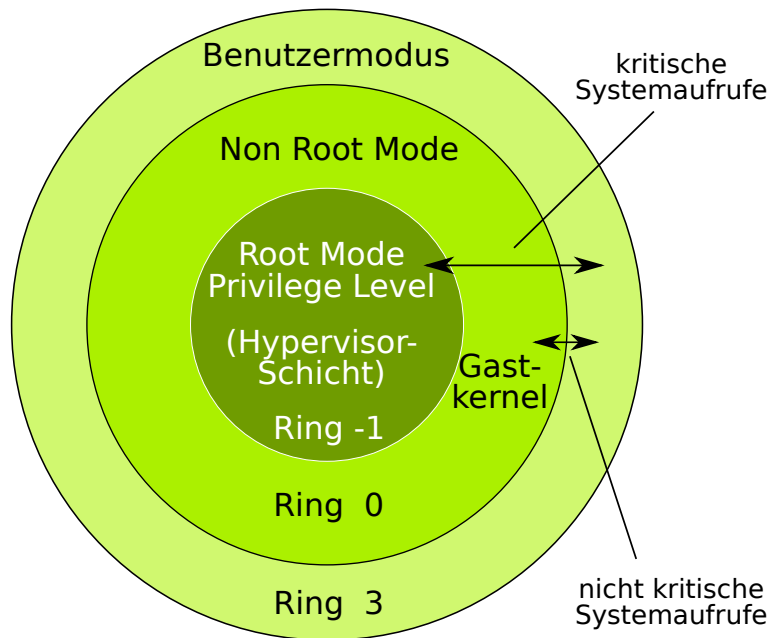 Benutzermodus
kritische
Systemaufrufe
Non Root Mode
Root Mode
Privilege Level
(Hypervisor-
Schicht)
Ring -1
Gast-
kernel
Ring 0
Ring 3
nicht kritische
Systemaufrufe